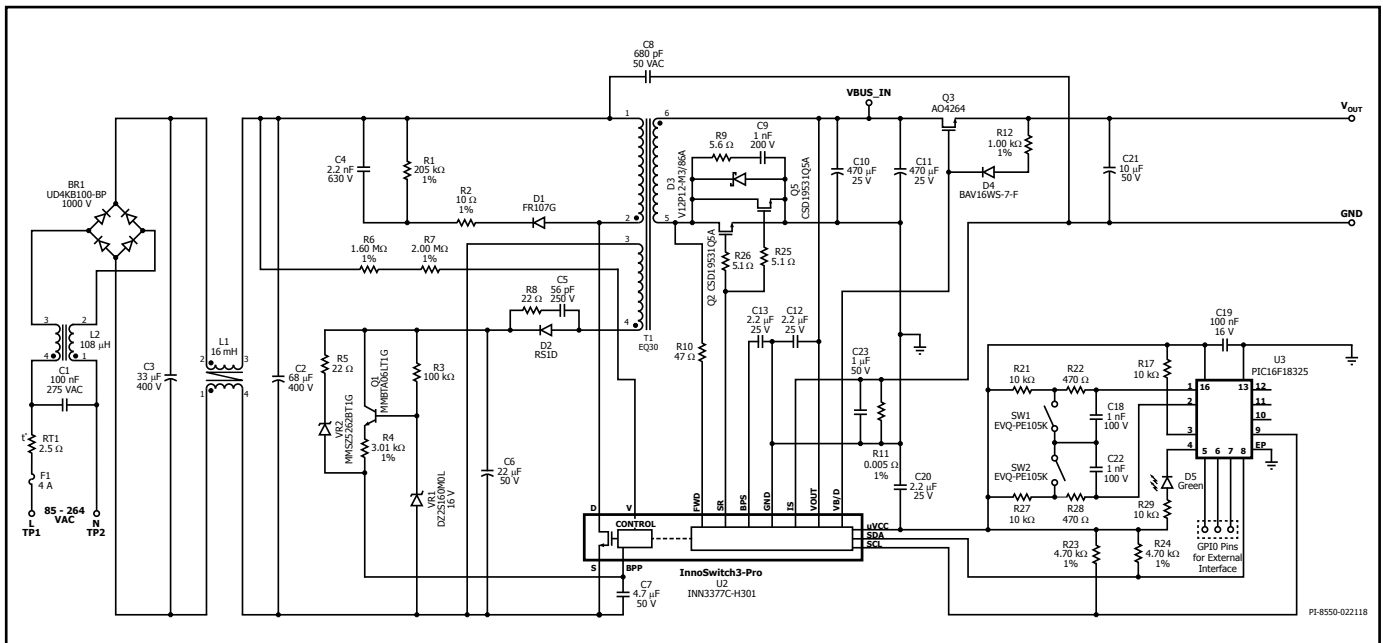 C8
680 pF
50 VAC
VBUS_IN
Q3
AO4264
V_OUT
BR1
UD4KB100-BP
1000 V
C4
2.2 nF
630 V
R1
205 kΩ
1%
R2
10 Ω
1%
D1
FR107G
1
2
3
4
6
5
T1
EQ30
R9
5.6 Ω
C9
1 nF
200 V
D3
V12P12-M3/86A
Q5
CSD19531Q5A
Q2 CSD19531Q5A
C10
470 µF
25 V
C11
470 µF
25 V
R12
1.00 kΩ
1%
D4
BAV16WS-7-F
C21
10 µF
50 V
GND
R6
1.60 MΩ
1%
R7
2.00 MΩ
1%
R26
5.1 Ω
R25
5.1 Ω
R8
22 Ω
C5
56 pF
250 V
D2
RS1D
3
2
4
1
L2
108 µH
C1
100 nF
275 VAC
t°
RT1
2.5 Ω
F1
4 A
L
TP1
85 - 264
VAC
N
TP2
C3
33 µF
400 V
L1
16 mH
2
3
1
4
C2
68 µF
400 V
R5
22 Ω
VR2
MMSZ5262BT1G
Q1
MMBTA06LT1G
R3
100 kΩ
R4
3.01 kΩ
1%
VR1
DZ2S160M0L
16 V
C6
22 µF
50 V
R10
47 Ω
C13
2.2 µF
25 V
C12
2.2 µF
25 V
C23
1 µF
50 V
R11
0.005 Ω
1%
C20
2.2 µF
25 V
D
V
FWD
SR
BPS
GND
IS
VOUT
VB/D
CONTROL
uVCC
SDA
SCL
S
BPP
InnoSwitch3-Pro
U2
INN3377C-H301
C7
4.7 µF
50 V
C19
100 nF
16 V
U3
PIC16F18325
R17
10 kΩ
R21
10 kΩ
R22
470 Ω
SW1
EVQ-PE105K
C18
1 nF
100 V
SW2
EVQ-PE105K
C22
1 nF
100 V
R27
10 kΩ
R28
470 Ω
1
2
3
4
16
13
12
11
10
9
EP
5
6
7
8
D5
Green
R29
10 kΩ
R23
4.70 kΩ
1%
R24
4.70 kΩ
1%
GPI0 Pins
for External
Interface
PI-8550-022118